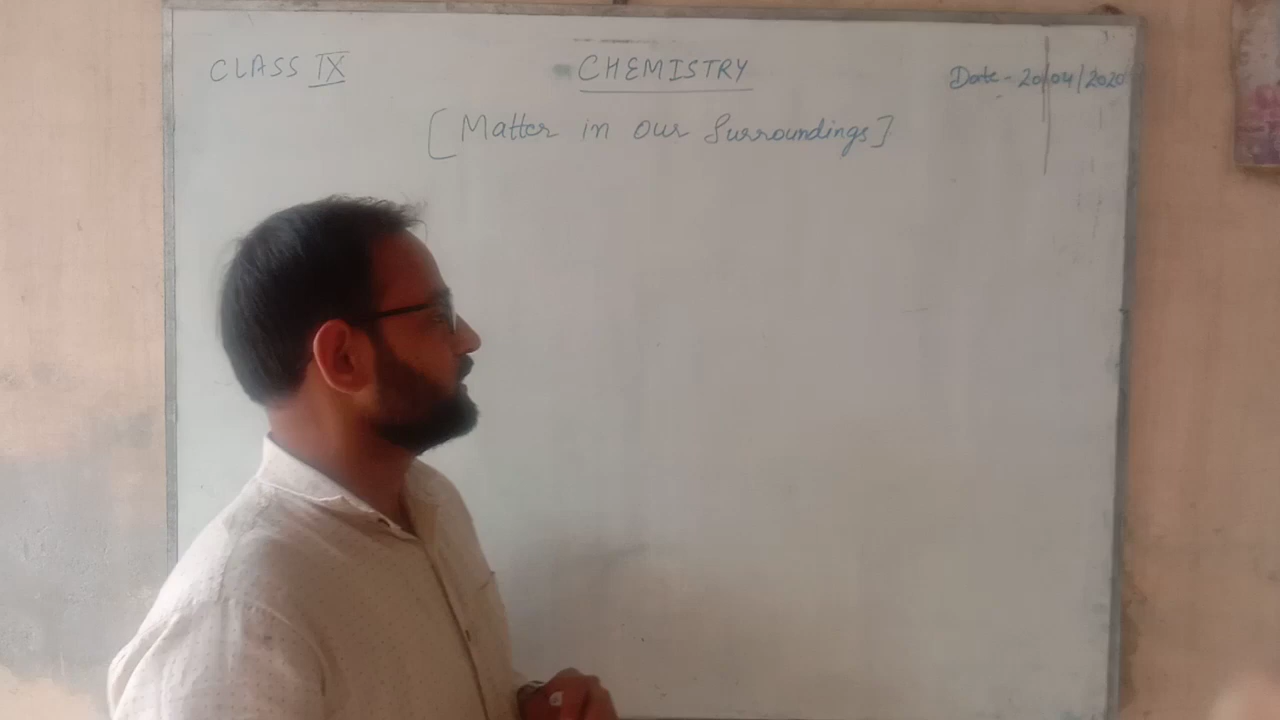 CLASS IX CHEMISTRY Date - 20/04/2020
[Matter in our Surroundings]